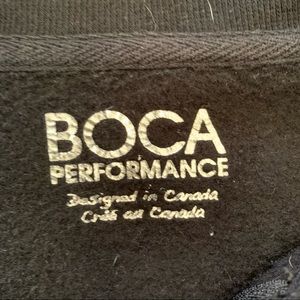 BOCA
PERFORMANCE
Designed in Canada
Créé au Canada